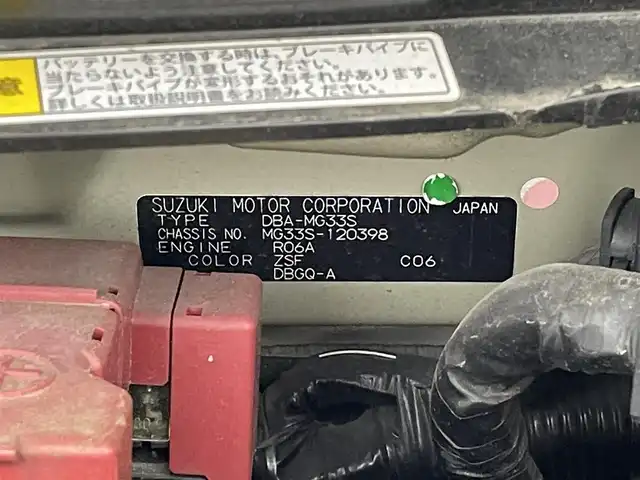 バッテリーを交換する時は、ブレーキパイプに
当たらないよう注意してください。
ブレーキパイプが変形するおそれがあります。
詳しくは取扱説明書をお読みください。
意
SUZUKI MOTOR CORPORATION JAPAN
TYPE DBA-MG33S
CHASSIS NO. MG33S-120398
ENGINE R06A
COLOR ZSF C06
DBGQ-A